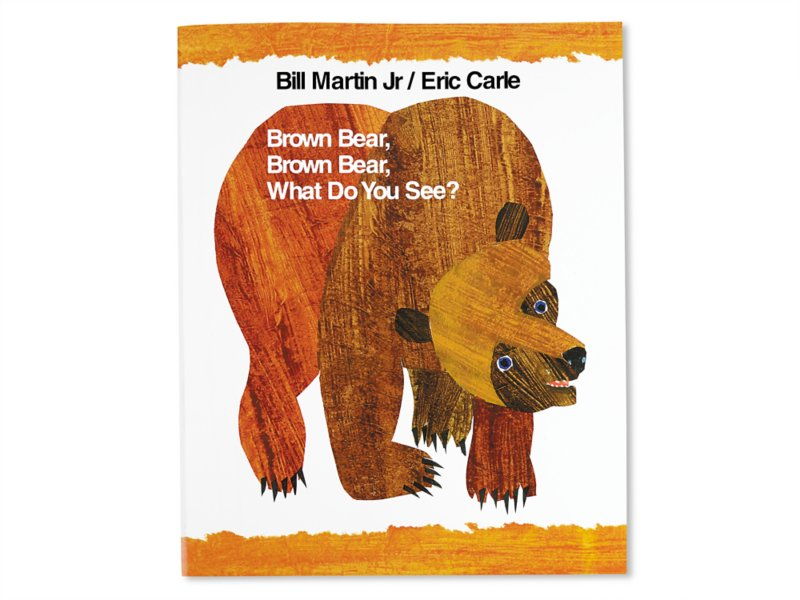 Bill Martin Jr / Eric Carle
Brown Bear,
Brown Bear,
What Do You See?